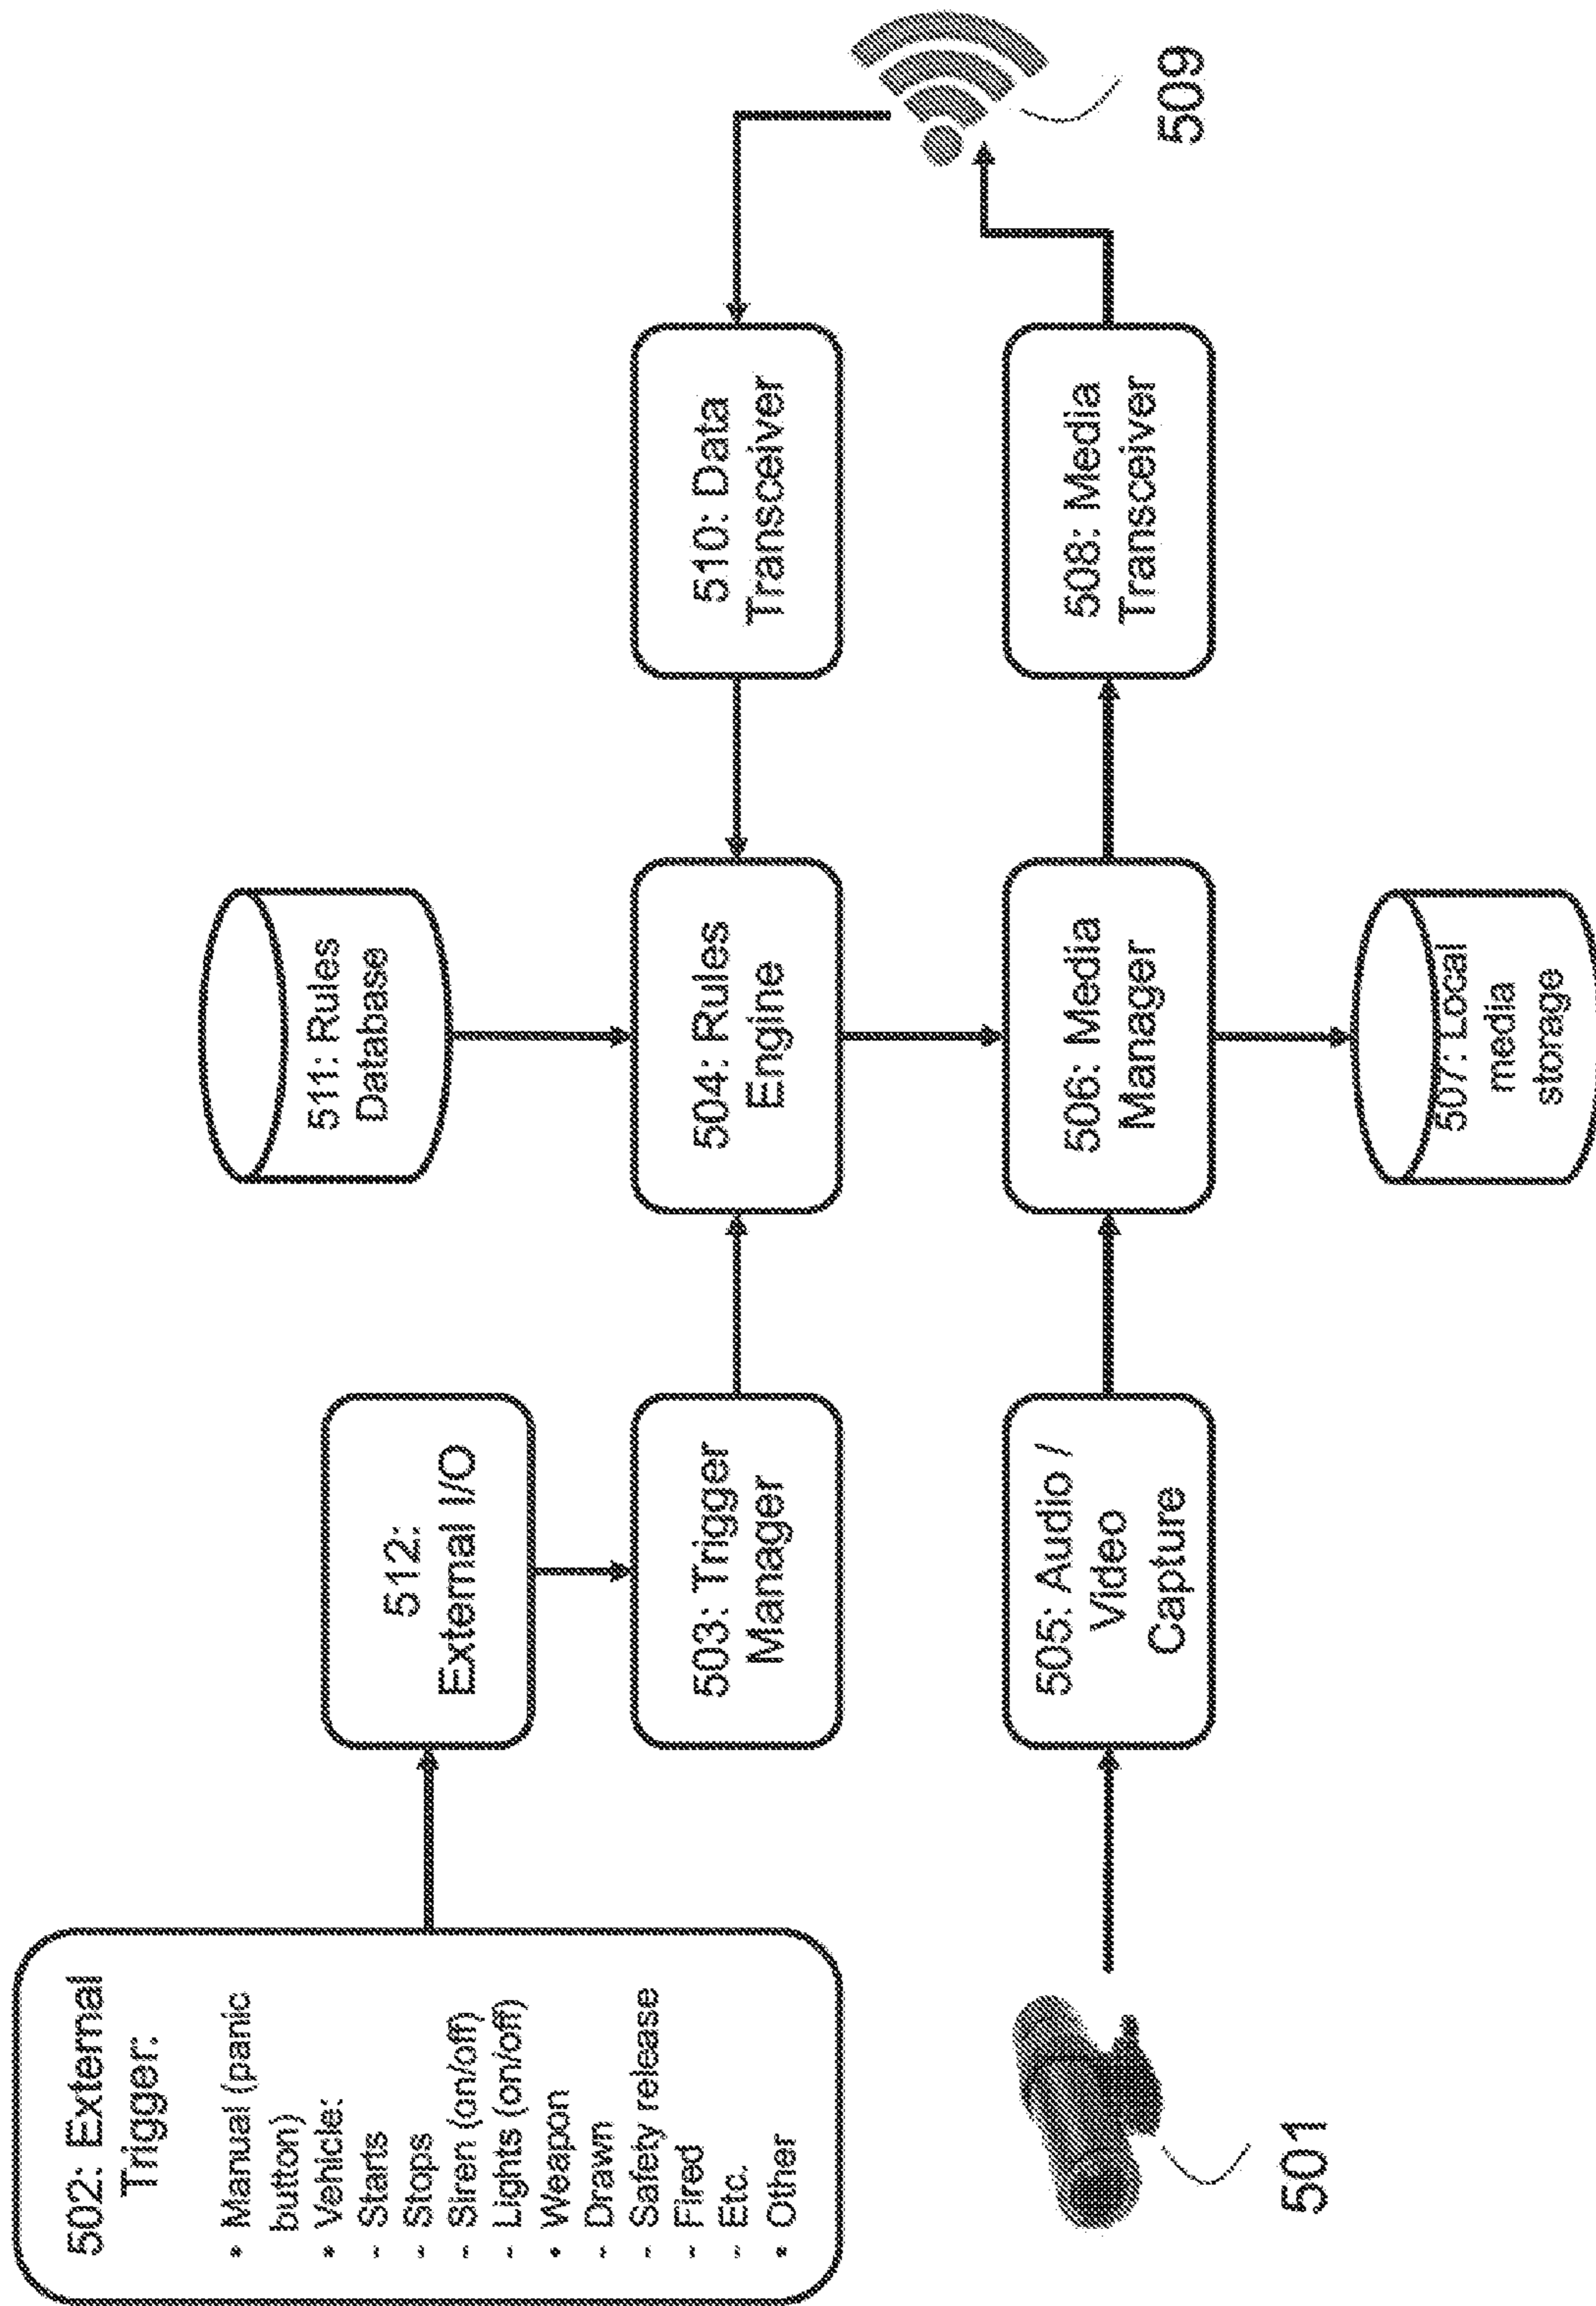 502: External
Trigger:
• Manual (panic
button)
• Vehicle:
- Starts
- Stops
- Siren (on/off)
- Lights (on/off)
• Weapon
- Drawn
- Safety release
- Fired
- Etc.
• Other
512:
External I/O
503: Trigger
Manager
511: Rules
Database
504: Rules
Engine
510: Data
Transceiver
509
501
505: Audio /
Video
Capture
506: Media
Manager
508: Media
Transceiver
507: Local
media
storage